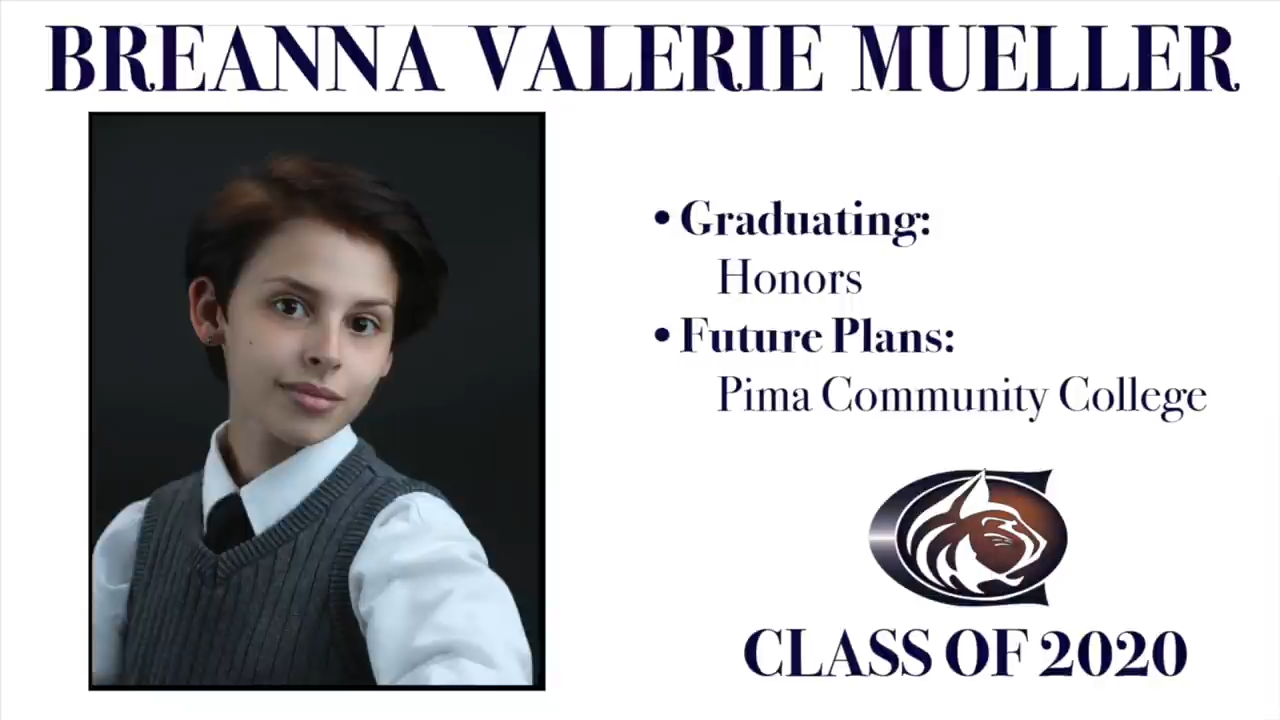 BREANNA VALERIE MUELLER
• Graduating:
Honors
• Future Plans:
Pima Community College
CLASS OF 2020